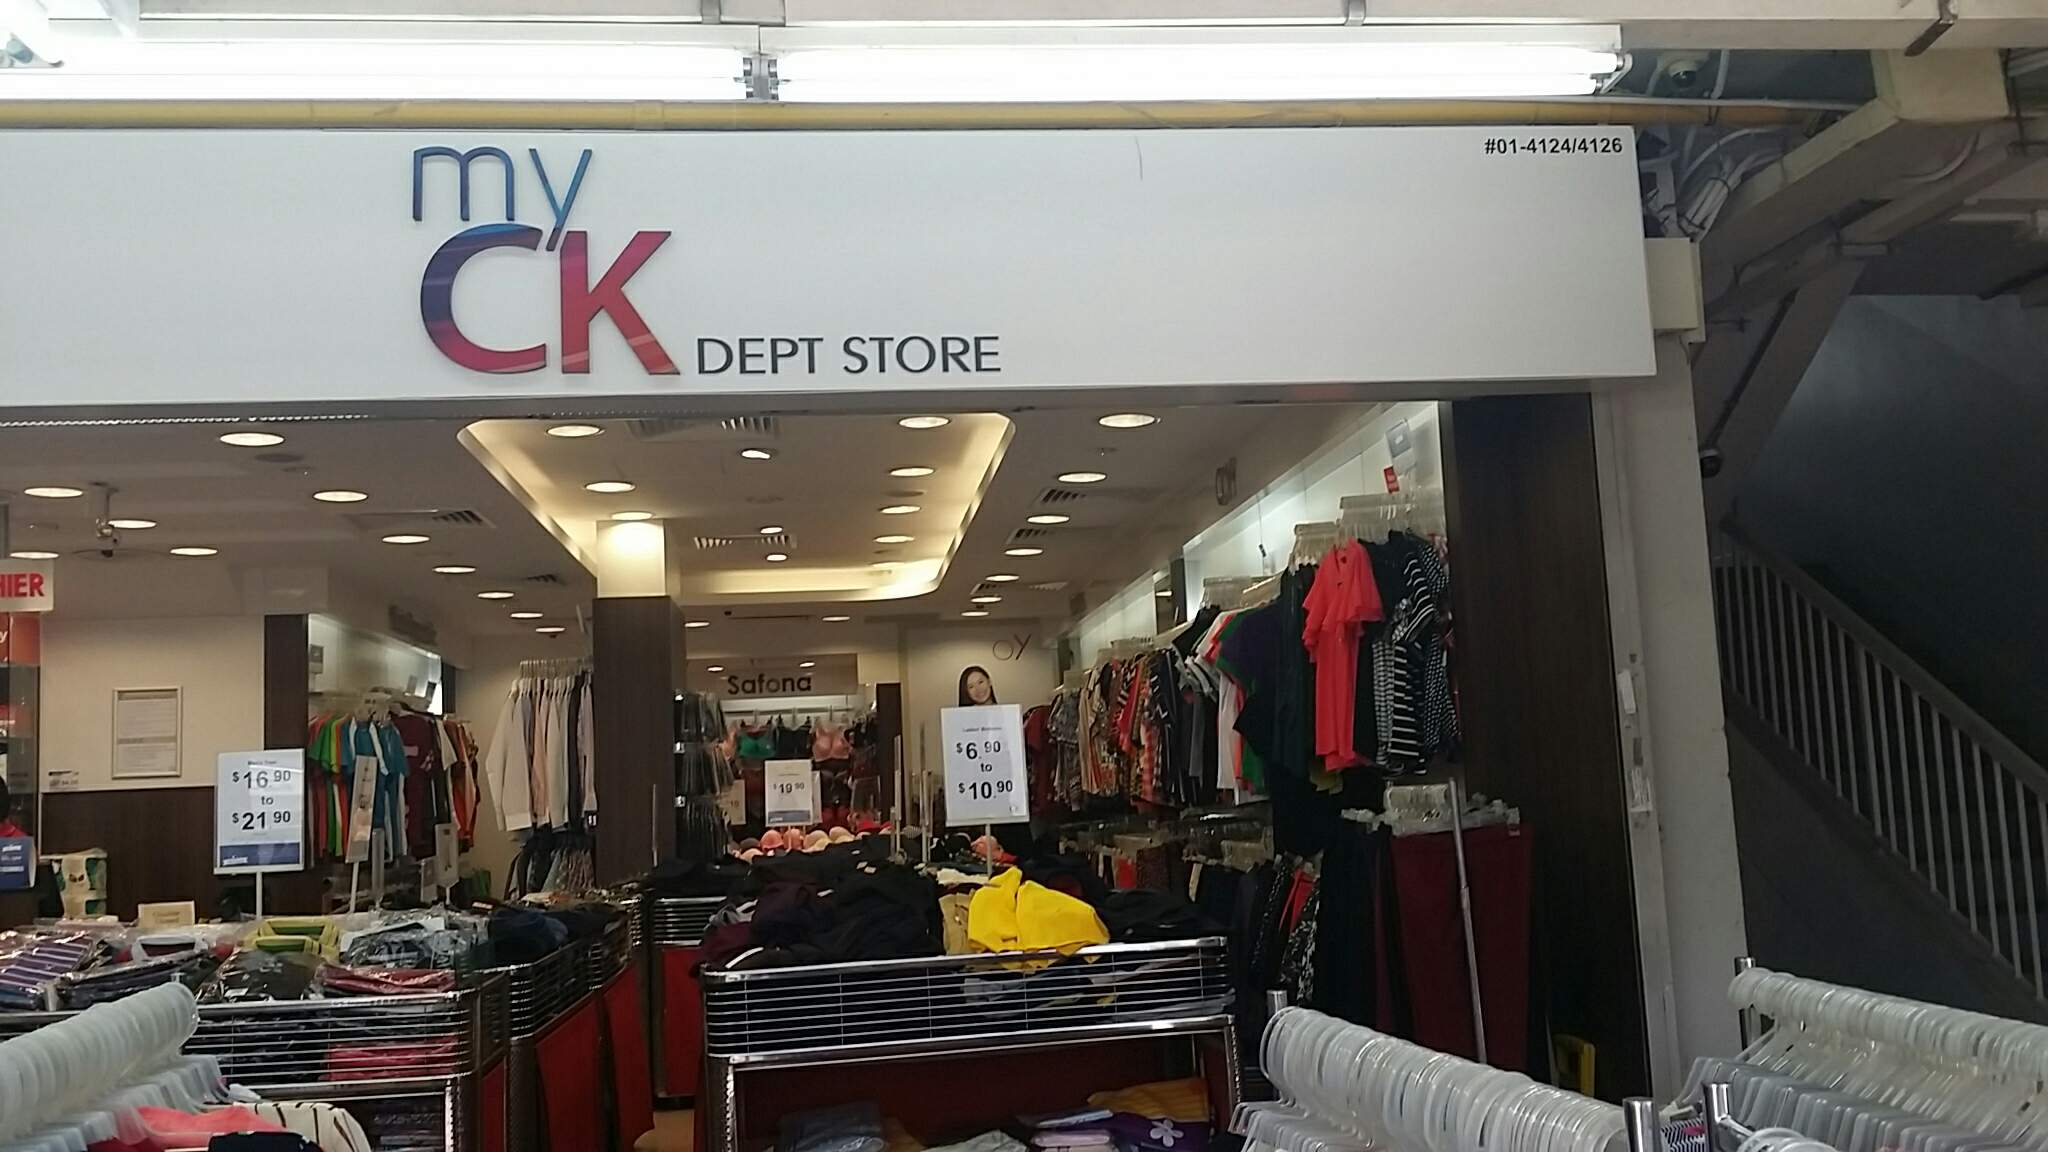 #01-4124/4126
my
CK DEPT STORE
HIER
Safona
$16.90
to
$21.90
$19.90
$6.90
to
$10.90